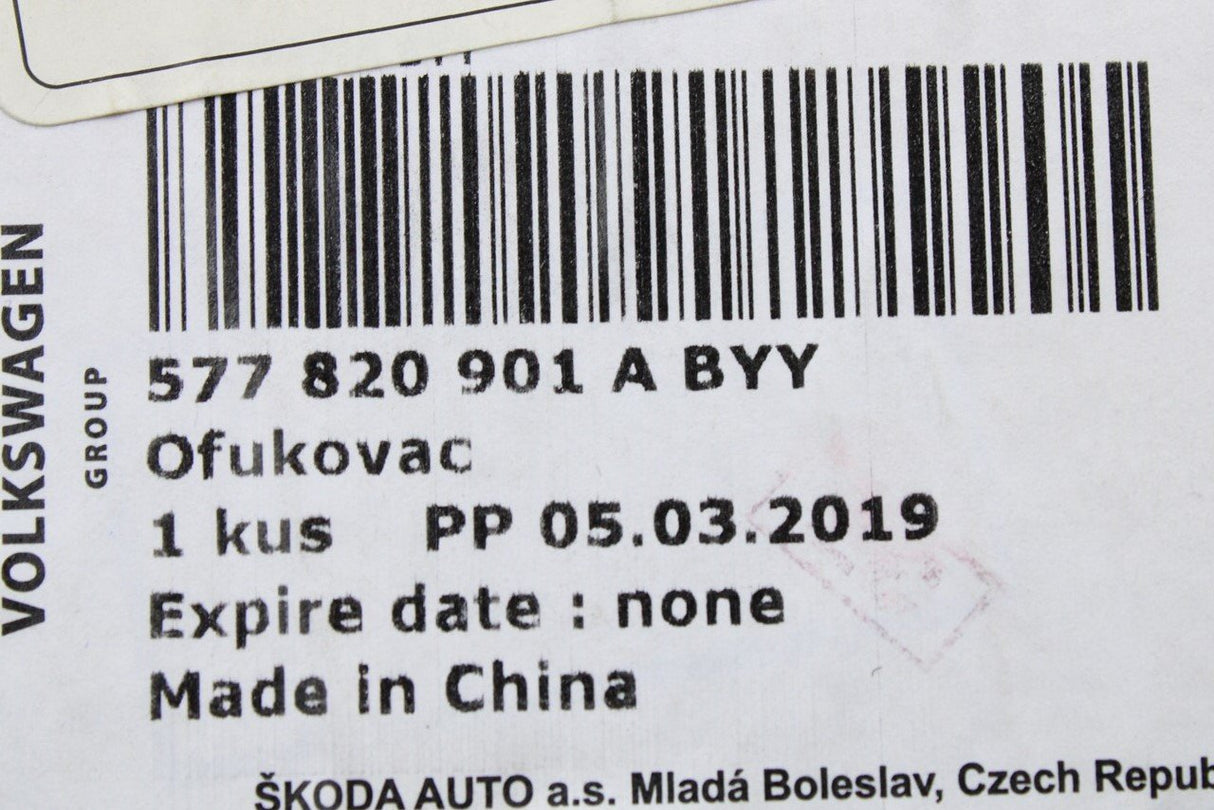 VOLKSWAGEN
GROUP
577 820 901 A BYY
Ofukovac
1 kus PP 05.03.2019
Expire date : none
Made in China
ŠKODA AUTO a.s. Mladá Boleslav, Czech Repub